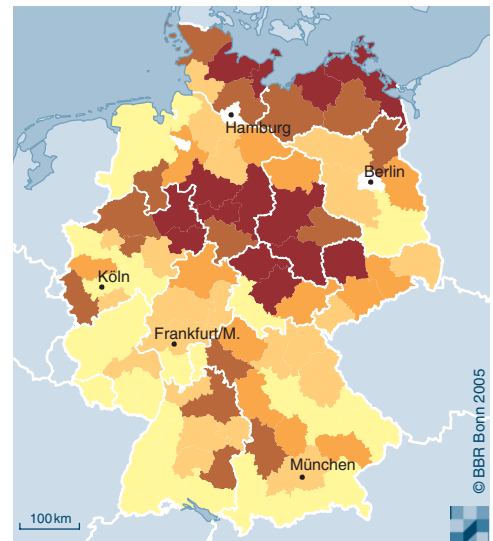 Hamburg
Berlin
Köln
Frankfurt/M.
München
100 km
© BBR Bonn 2005